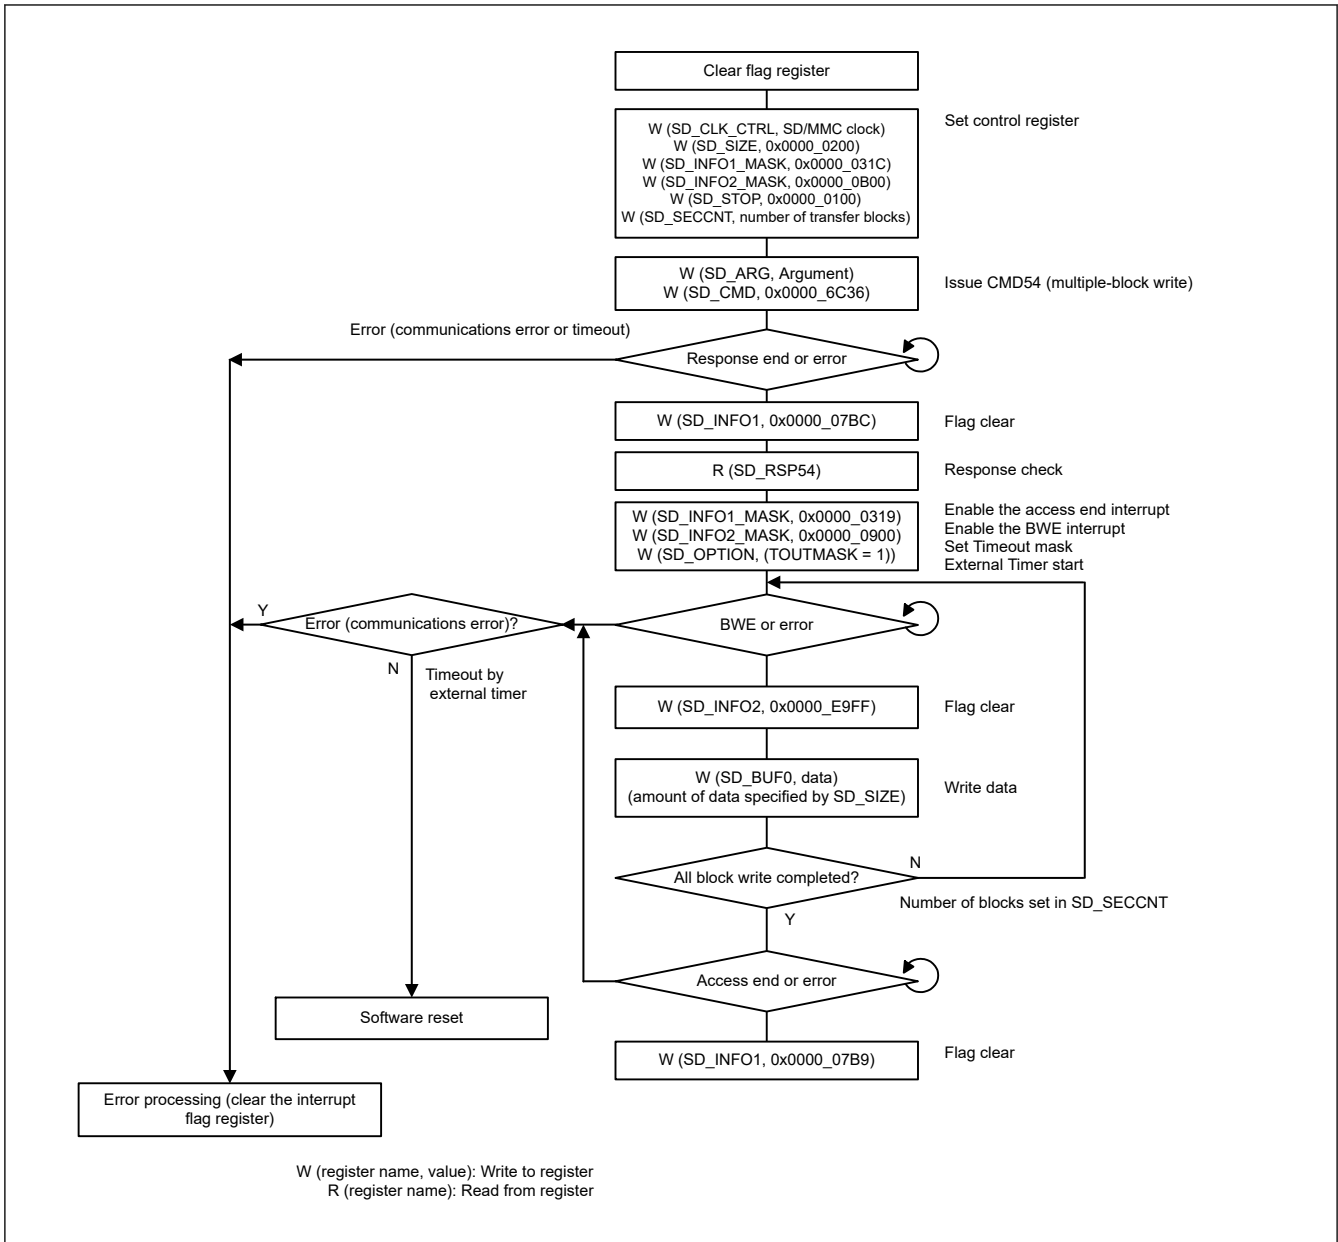 Clear flag register
W (SD_CLK_CTRL, SD/MMC clock)
W (SD_SIZE, 0x0000_0200)
W (SD_INFO1_MASK, 0x0000_031C)
W (SD_INFO2_MASK, 0x0000_0B00)
W (SD_STOP, 0x0000_0100)
W (SD_SECCNT, number of transfer blocks)
Set control register
W (SD_ARG, Argument)
W (SD_CMD, 0x0000_6C36)
Issue CMD54 (multiple-block write)
Error (communications error or timeout)
Response end or error
W (SD_INFO1, 0x0000_07BC)
Flag clear
R (SD_RSP54)
Response check
W (SD_INFO1_MASK, 0x0000_0319)
W (SD_INFO2_MASK, 0x0000_0900)
W (SD_OPTION, (TOUTMASK = 1))
Enable the access end interrupt
Enable the BWE interrupt
Set Timeout mask
External Timer start
Y
Error (communications error)?
BWE or error
N
Timeout by
external timer
W (SD_INFO2, 0x0000_E9FF)
Flag clear
W (SD_BUF0, data)
(amount of data specified by SD_SIZE)
Write data
All block write completed?
N
Number of blocks set in SD_SECCNT
Y
Access end or error
Software reset
W (SD_INFO1, 0x0000_07B9)
Flag clear
Error processing (clear the interrupt
flag register)
W (register name, value): Write to register
R (register name): Read from register